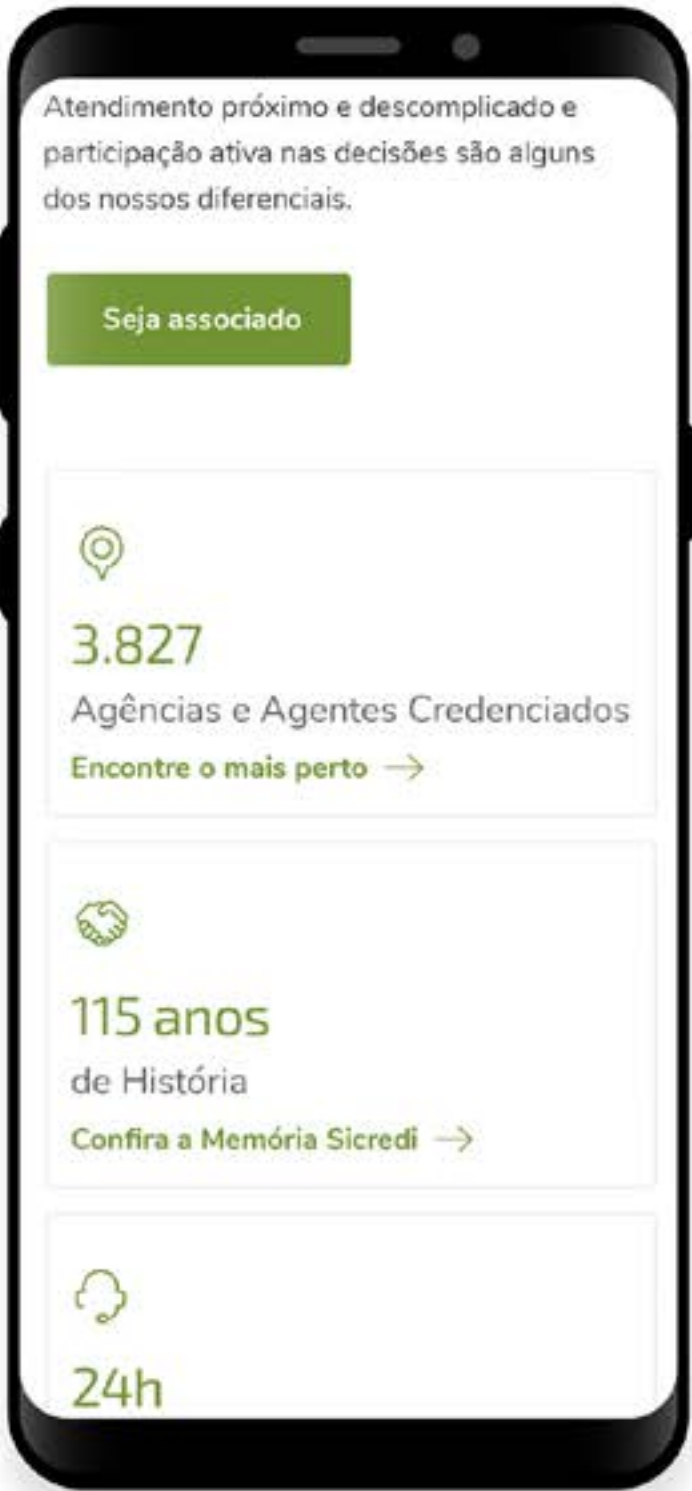 Atendimento próximo e descomplicado e
participação ativa nas decisões são alguns
dos nossos diferenciais.
Seja associado
3.827
Agências e Agentes Credenciados
Encontre o mais perto
115 anos
de História
Confira a Memória Sicredi
24h